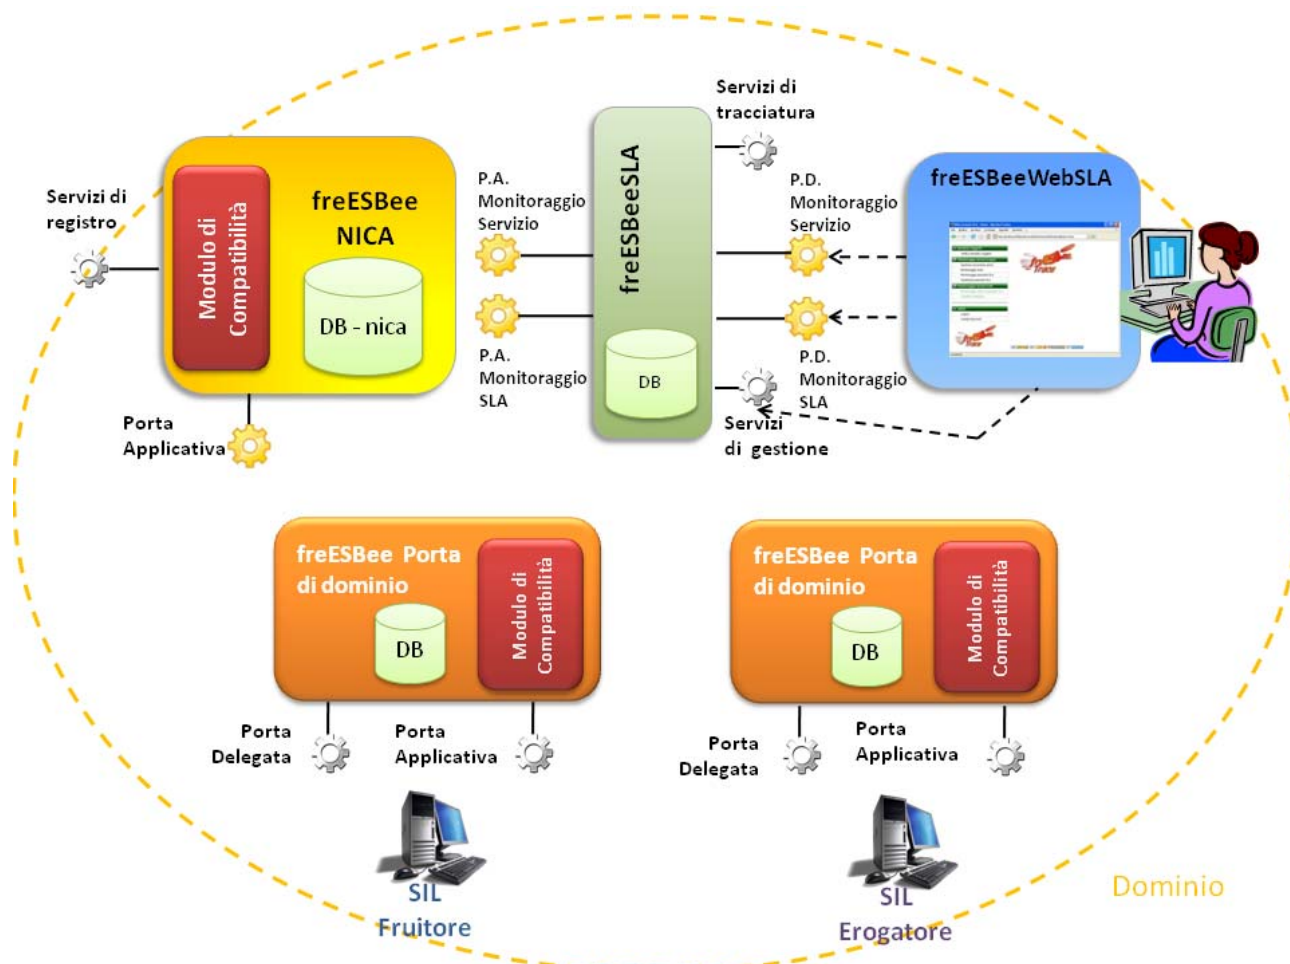 Servizi di
tracciatura
freESBeeWebSLA
Servizi di
registro
Modulo di
Compatibilità
freESBee
NICA
DB - nica
P.A.
Monitoraggio
Servizio
freESBeeSLA
P.D.
Monitoraggio
Servizio
P.A.
Monitoraggio
SLA
DB
P.D.
Monitoraggio
SLA
Servizi
di gestione
Porta
Applicativa
freESBee Porta
di dominio
DB
Modulo di
Compatibilità
freESBee Porta
di dominio
DB
Modulo di
Compatibilità
Porta
Delegata
Porta
Applicativa
Porta
Delegata
Porta
Applicativa
SIL
Fruitore
SIL
Erogatore
Dominio